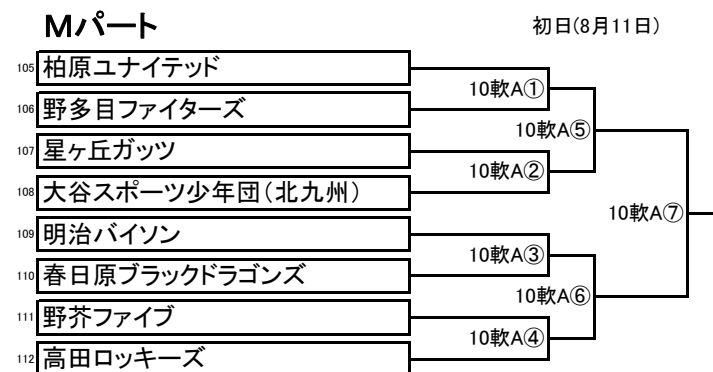 Mパート
初日(8月11日)
105 柏原ユナイテッド
10軟A①
106 野多目ファイターズ
10軟A⑤
107 星ヶ丘ガッツ
10軟A②
108 大谷スポーツ少年団(北九州)
10軟A⑦
109 明治バイソン
10軟A③
110 春日原ブラックドラゴンズ
10軟A⑥
111 野芥ファイブ
10軟A④
112 高田ロッキーズ